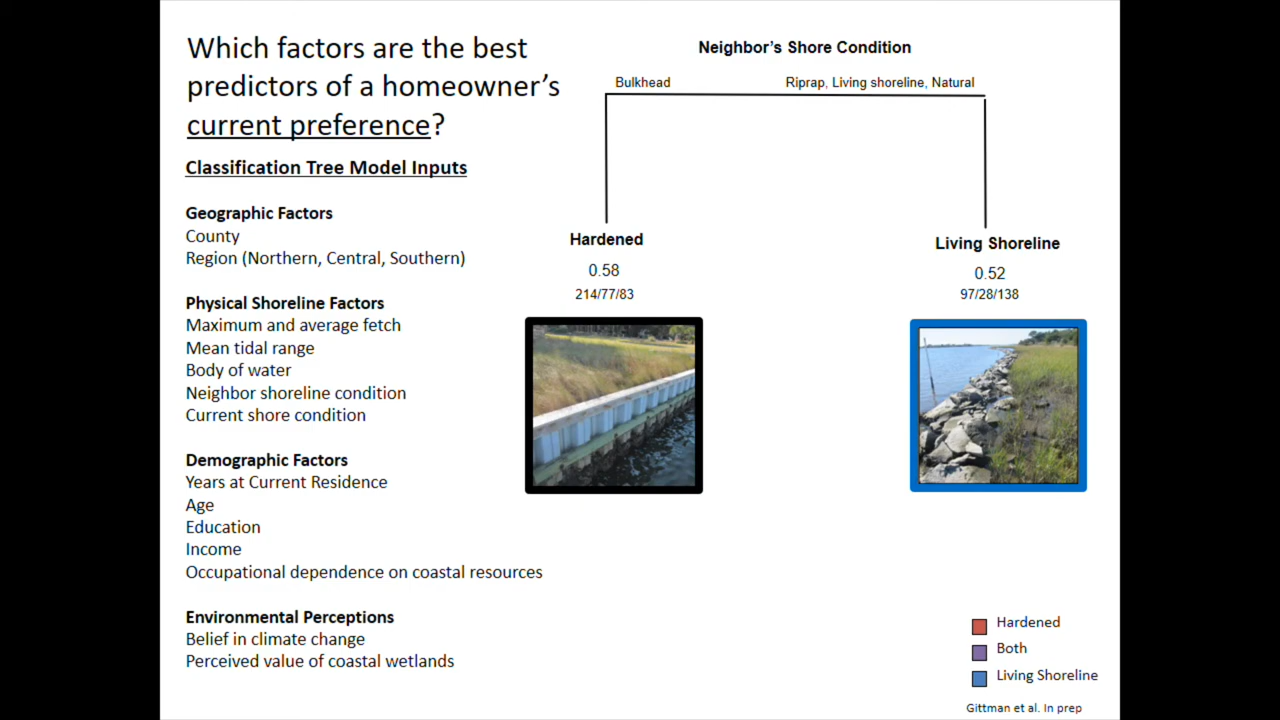 Which factors are the best
predictors of a homeowner's
current preference?
Classification Tree Model Inputs
Geographic Factors
County
Region (Northern, Central, Southern)
Physical Shoreline Factors
Maximum and average fetch
Mean tidal range
Body of water
Neighbor shoreline condition
Current shore condition
Demographic Factors
Years at Current Residence
Age
Education
Income
Occupational dependence on coastal resources
Environmental Perceptions
Belief in climate change
Perceived value of coastal wetlands
Neighbor's Shore Condition
Bulkhead
Riprap, Living shoreline, Natural
Hardened
0.58
214/77/83
Living Shoreline
0.52
97/28/138
Hardened
Both
Living Shoreline
Gittman et al. In prep